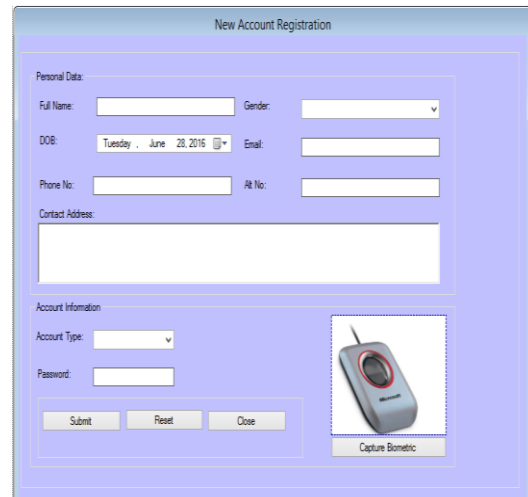 New Account Registration
Personal Data:
Full Name: Gender:
DOB: Tuesday , June 28, 2016 Email:
Phone No: Alt No:
Contact Address:
Account Information
Account Type:
Password:
Microsoft
Submit Reset Close
Capture Biometric